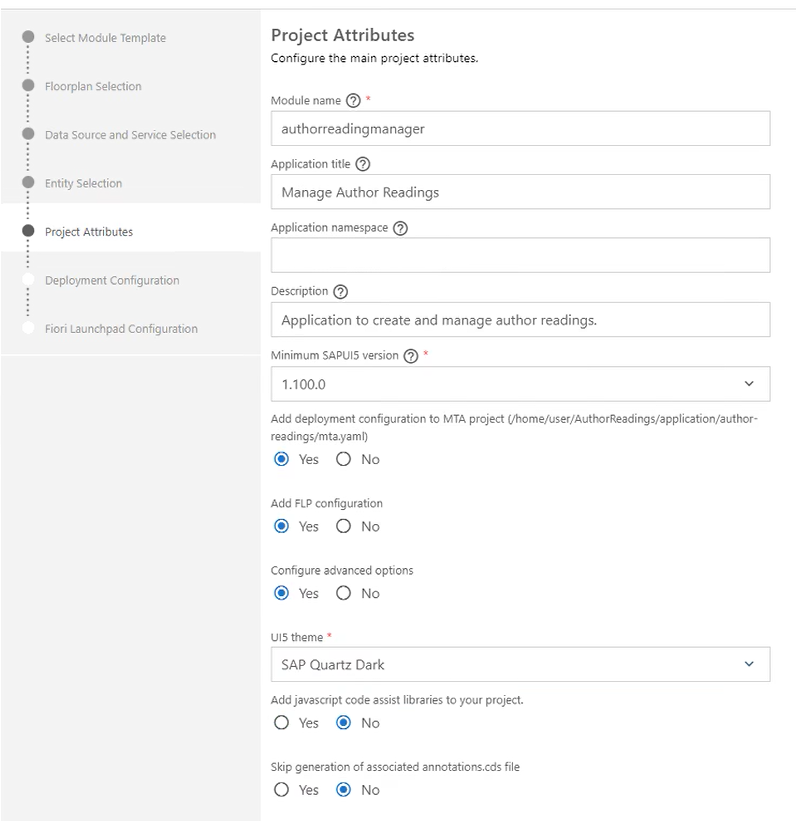 Select Module Template
Floorplan Selection
Data Source and Service Selection
Entity Selection
Project Attributes
Deployment Configuration
Fiori Launchpad Configuration
Project Attributes
Configure the main project attributes.
Module name ? *
authorreadingmanager
Application title ?
Manage Author Readings
Application namespace ?
Description ?
Application to create and manage author readings.
Minimum SAPUI5 version ? *
1.100.0
Add deployment configuration to MTA project (/home/user/AuthorReadings/application/author-
readings/mta.yaml)
Yes No
Add FLP configuration
Yes No
Configure advanced options
Yes No
UI5 theme *
SAP Quartz Dark
Add javascript code assist libraries to your project.
Yes No
Skip generation of associated annotations.cds file
Yes No